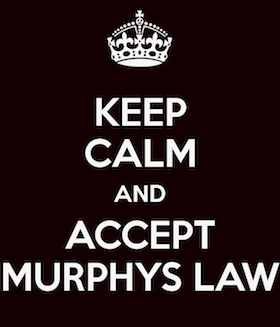 KEEP
CALM
AND
ACCEPT
MURPHYS LAW